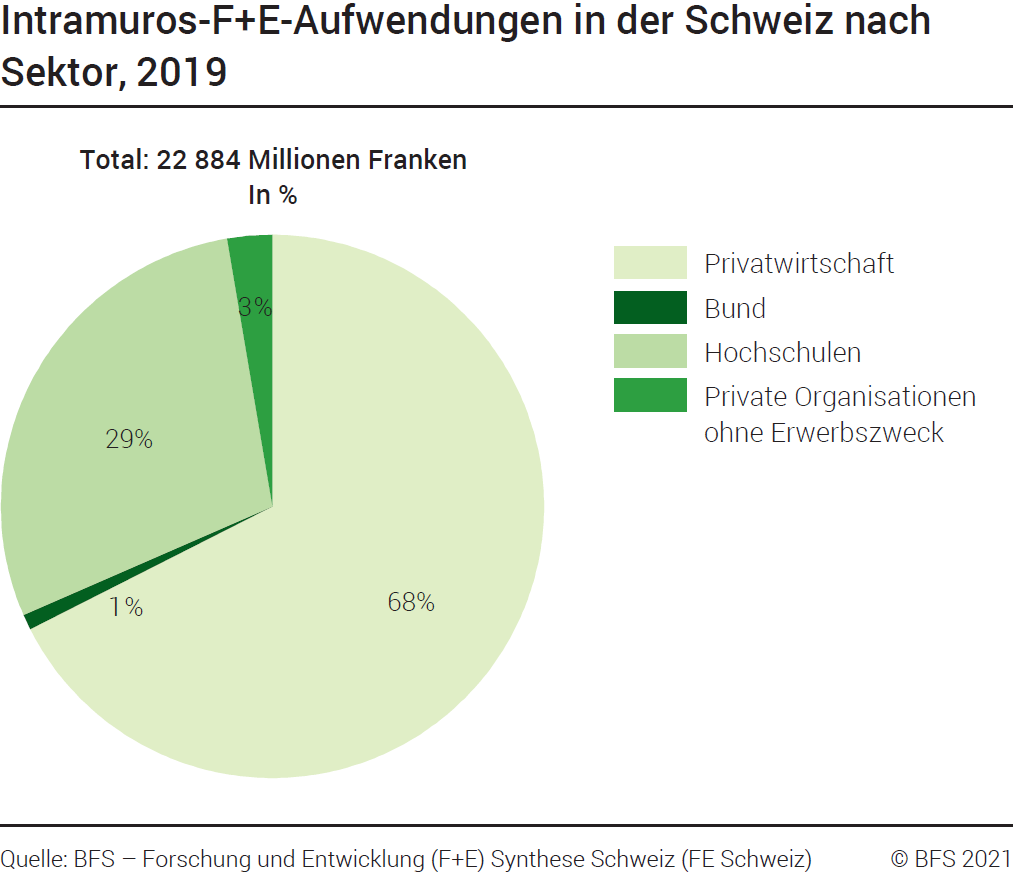 Intramuros-F+E-Aufwendungen in der Schweiz nach
Sektor, 2019
Total: 22 884 Millionen Franken
In %
3%
29%
1%
68%
Privatwirtschaft
Bund
Hochschulen
Private Organisationen
ohne Erwerbszweck
Quelle: BFS – Forschung und Entwicklung (F+E) Synthese Schweiz (FE Schweiz)
© BFS 2021